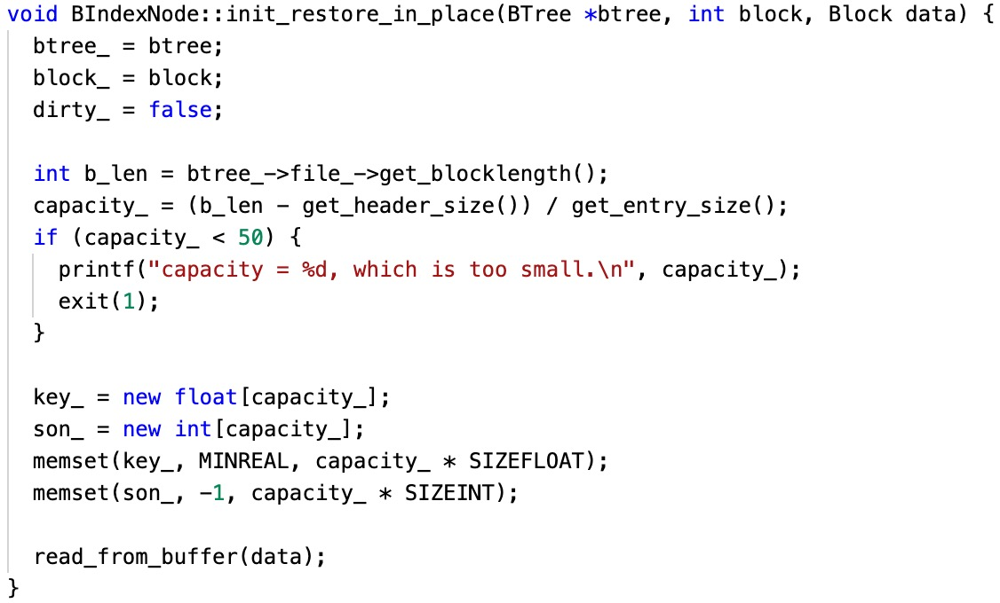 void BIndexNode::init_restore_in_place(BTree *btree, int block, Block data) {
  btree_ = btree;
  block_ = block;
  dirty_ = false;

  int b_len = btree_->file_->get_blocklength();
  capacity_ = (b_len - get_header_size()) / get_entry_size();
  if (capacity_ < 50) {
    printf("capacity = %d, which is too small.\n", capacity_);
    exit(1);
  }

  key_ = new float[capacity_];
  son_ = new int[capacity_];
  memset(key_, MINREAL, capacity_ * SIZEFLOAT);
  memset(son_, -1, capacity_ * SIZEINT);

  read_from_buffer(data);
}